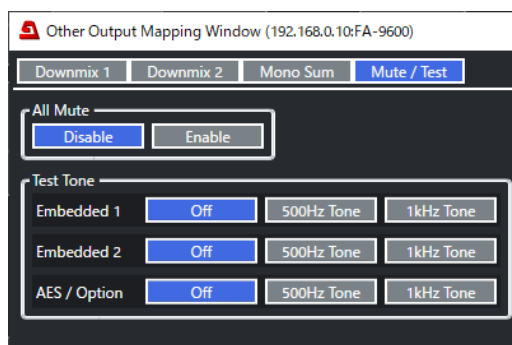 Other Output Mapping Window (192.168.0.10:FA-9600)
Downmix 1 Downmix 2 Mono Sum Mute / Test
All Mute
Disable Enable
Test Tone
Embedded 1 Off 500Hz Tone 1kHz Tone
Embedded 2 Off 500Hz Tone 1kHz Tone
AES / Option Off 500Hz Tone 1kHz Tone